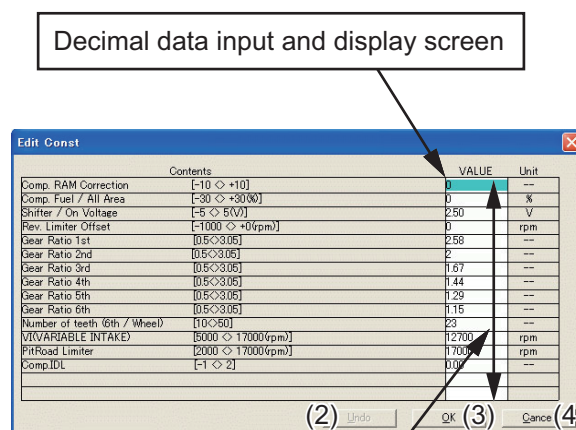 Decimal data input and display screen
Edit Const
Contents VALUE Unit
Comp. RAM Correction [-10 <> +10] 0 --
Comp. Fuel / All Area [-30 <> +30(%)] 0 %
Shifter / On Voltage [-5 <> 5(V)] 2.50 V
Rev. Limiter Offset [-1000 <> +0(rpm)] 0 rpm
Gear Ratio 1st [0.5<>3.05] 2.58 --
Gear Ratio 2nd [0.5<>3.05] 2 --
Gear Ratio 3rd [0.5<>3.05] 1.67 --
Gear Ratio 4th [0.5<>3.05] 1.44 --
Gear Ratio 5th [0.5<>3.05] 1.29 --
Gear Ratio 6th [0.5<>3.05] 1.15 --
Number of teeth (6th / Wheel) [10<>50] 23 --
VI(VARIABLE INTAKE) [5000 <> 17000(rpm)] 12700 rpm
PitRoad Limiter [2000 <> 17000(rpm)] 17000 rpm
Comp.IDL [-1 <> 2] 0.00 --
(2) Undo OK (3) Cance (4